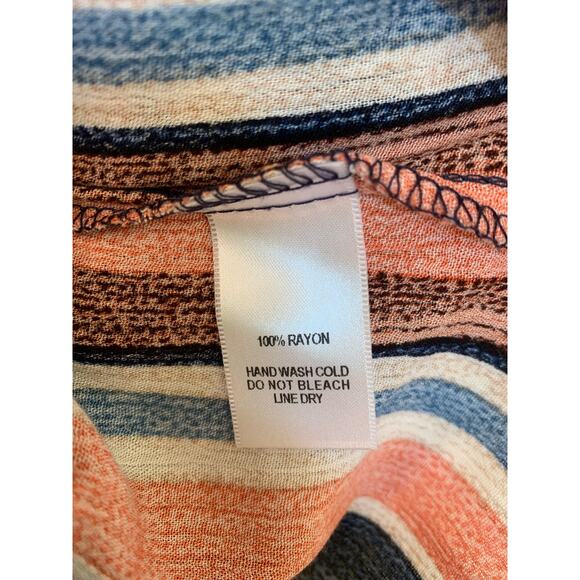 100% RAYON
HAND WASH COLD
DO NOT BLEACH
LINE DRY